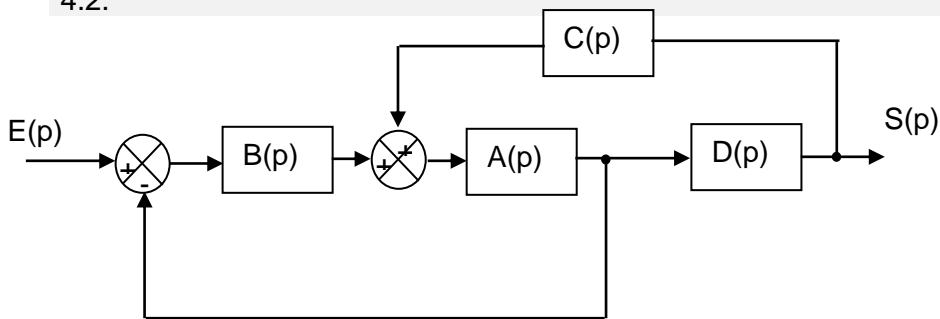 4.2.
C(p)
E(p)
S(p)
B(p)
A(p)
D(p)
+
-
+
+